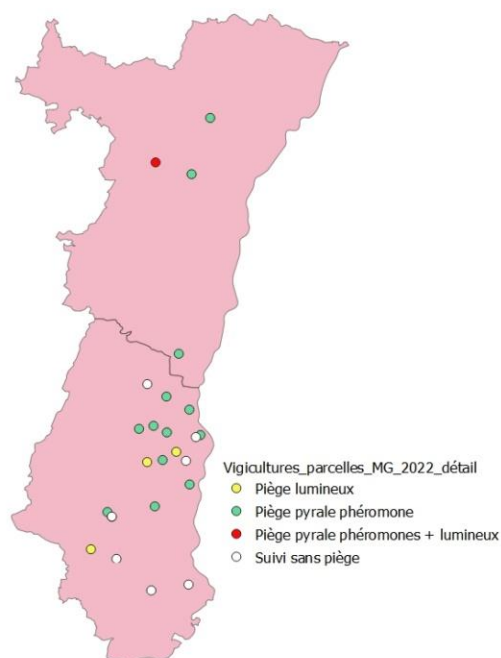 Vigicultures_parcelles_MG_2022_détail
Piège lumineux
Piège pyrale phéromone
Piège pyrale phéromones + lumineux
Suivi sans piège